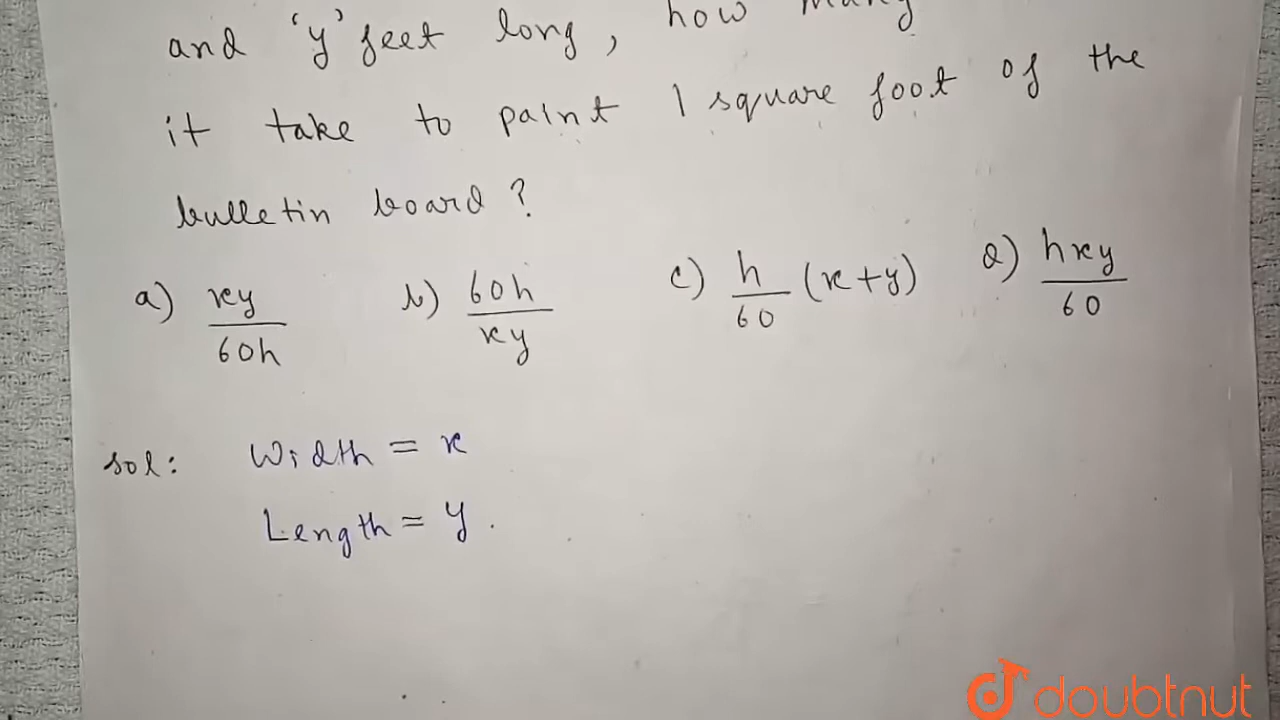 and 'y' feet long, how many
it take to paint 1 square foot of the
bulletin board?
a) xy/60h b) 60h/xy c) h/60 (x+y) d) hxy/60
Sol: Width = x
Length = y.
doubtnut